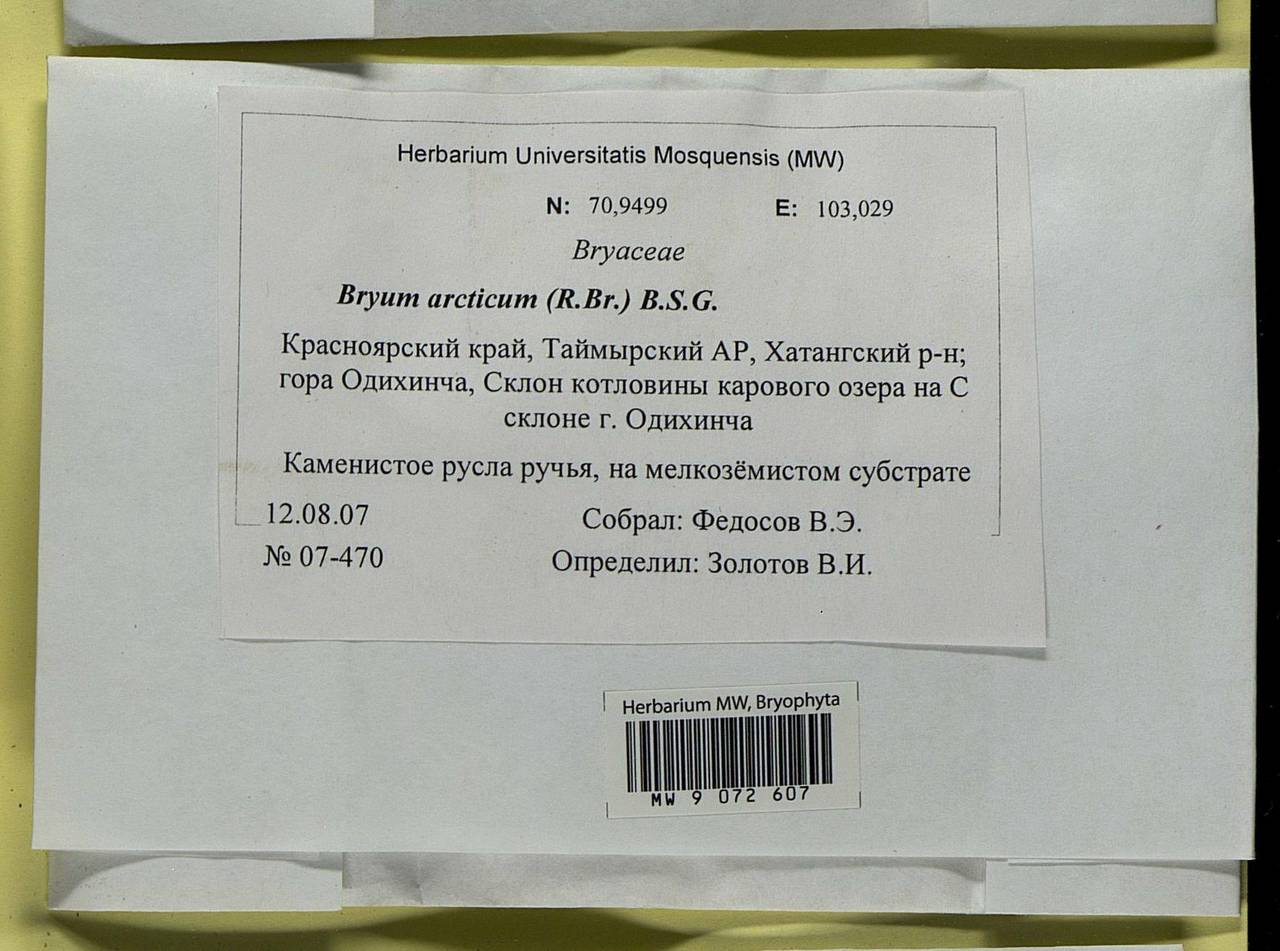 Herbarium Universitatis Mosquensis (MW)
N: 70,9499 E: 103,029
Bryaceae
Bryum arcticum (R.Br.) B.S.G.
Красноярский край, Таймырский АР, Хатангский р-н;
гора Одихинча, Склон котловины карового озера на С
склоне г. Одихинча
Каменистое русла ручья, на мелкозёмистом субстрате
12.08.07 Собрал: Федосов В.Э.
№ 07-470 Определил: Золотов В.И.
Herbarium MW, Bryophyta
MW 9 072 607